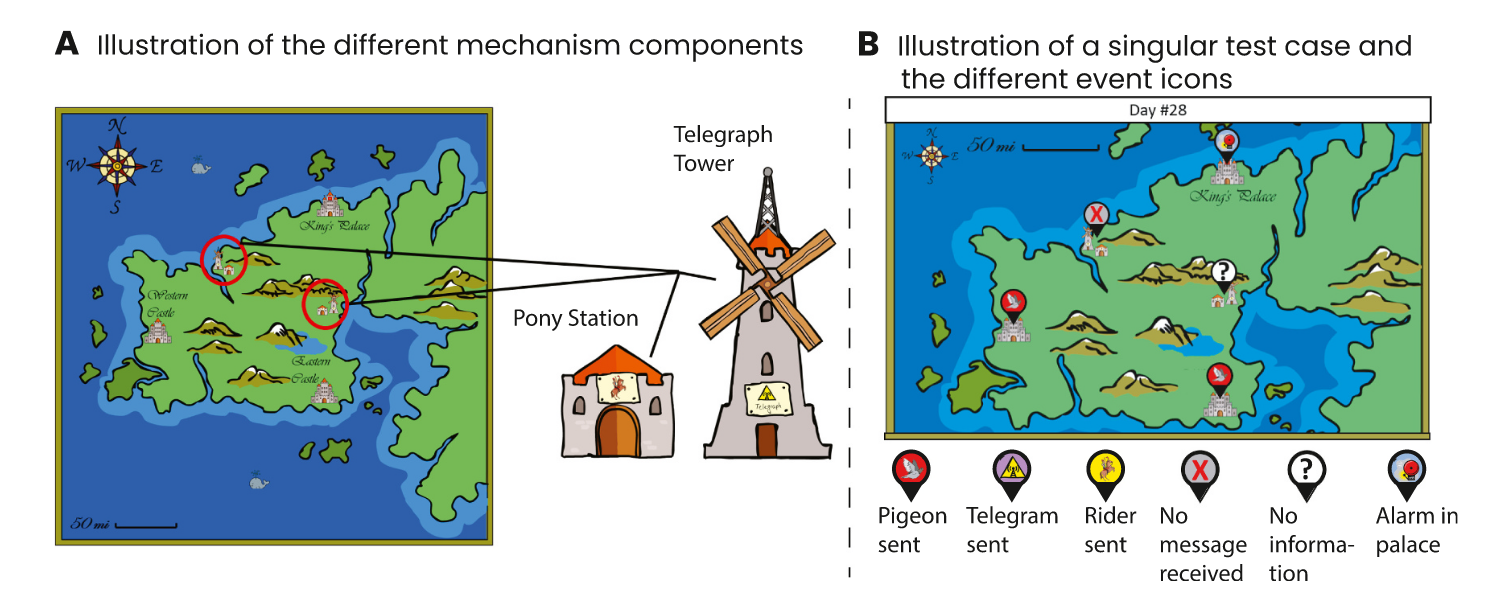 A Illustration of the different mechanism components
N
W
E
S
King's Palace
Western
Castle
Eastern
Castle
50 mi
Telegraph
Tower
Pony Station
Telegraph
B Illustration of a singular test case and
the different event icons
Day #28
N
W
E
S
50 mi
King's Palace
X
?
X
?
Pigeon
sent
Telegram
sent
Rider
sent
No
message
received
No
informa-
tion
Alarm in
palace